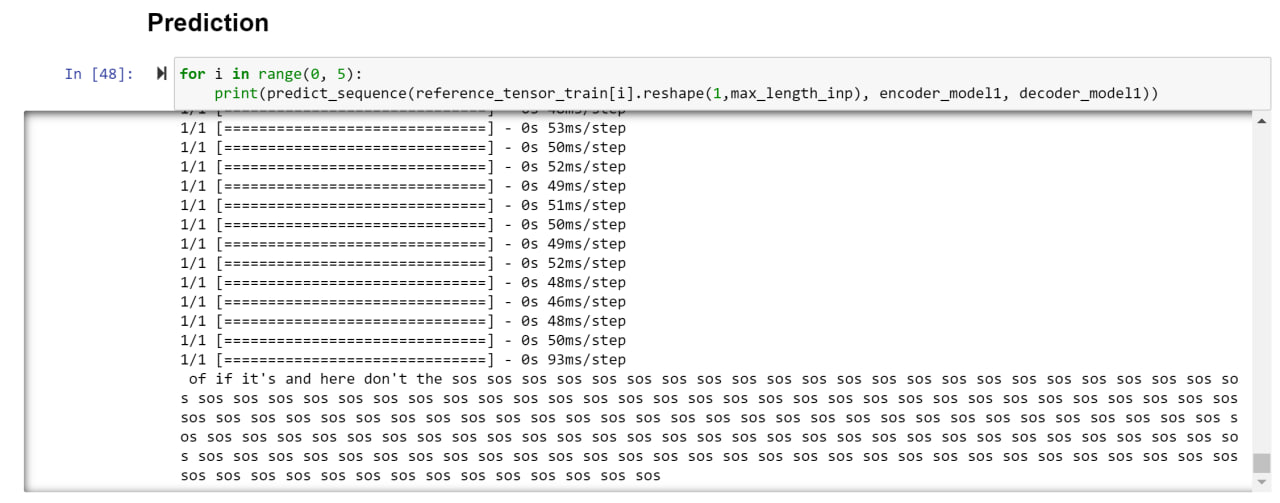 Prediction
In [48]:
for i in range(0, 5):
print(predict_sequence(reference_tensor_train[i].reshape(1,max_length_inp), encoder_model1, decoder_model1))
1/1 [==============================] - 0s 53ms/step
1/1 [==============================] - 0s 50ms/step
1/1 [==============================] - 0s 52ms/step
1/1 [==============================] - 0s 49ms/step
1/1 [==============================] - 0s 51ms/step
1/1 [==============================] - 0s 50ms/step
1/1 [==============================] - 0s 49ms/step
1/1 [==============================] - 0s 52ms/step
1/1 [==============================] - 0s 48ms/step
1/1 [==============================] - 0s 46ms/step
1/1 [==============================] - 0s 48ms/step
1/1 [==============================] - 0s 50ms/step
1/1 [==============================] - 0s 93ms/step
of if it's and here don't the sos sos sos sos sos sos sos sos sos sos sos sos sos sos sos sos sos sos sos sos sos sos so
s sos sos sos sos sos sos sos sos sos sos sos sos sos sos sos sos sos sos sos sos sos sos sos sos sos sos sos sos sos sos
sos sos sos sos sos sos sos sos sos sos sos sos sos sos sos sos sos sos sos sos sos sos sos sos sos sos sos sos sos sos s
os sos sos sos sos sos sos sos sos sos sos sos sos sos sos sos sos sos sos sos sos sos sos sos sos sos sos sos sos sos so
s sos sos sos sos sos sos sos sos sos sos sos sos sos sos sos sos sos sos sos sos sos sos sos sos sos sos sos sos sos sos
sos sos sos sos sos sos sos sos sos sos sos sos sos sos